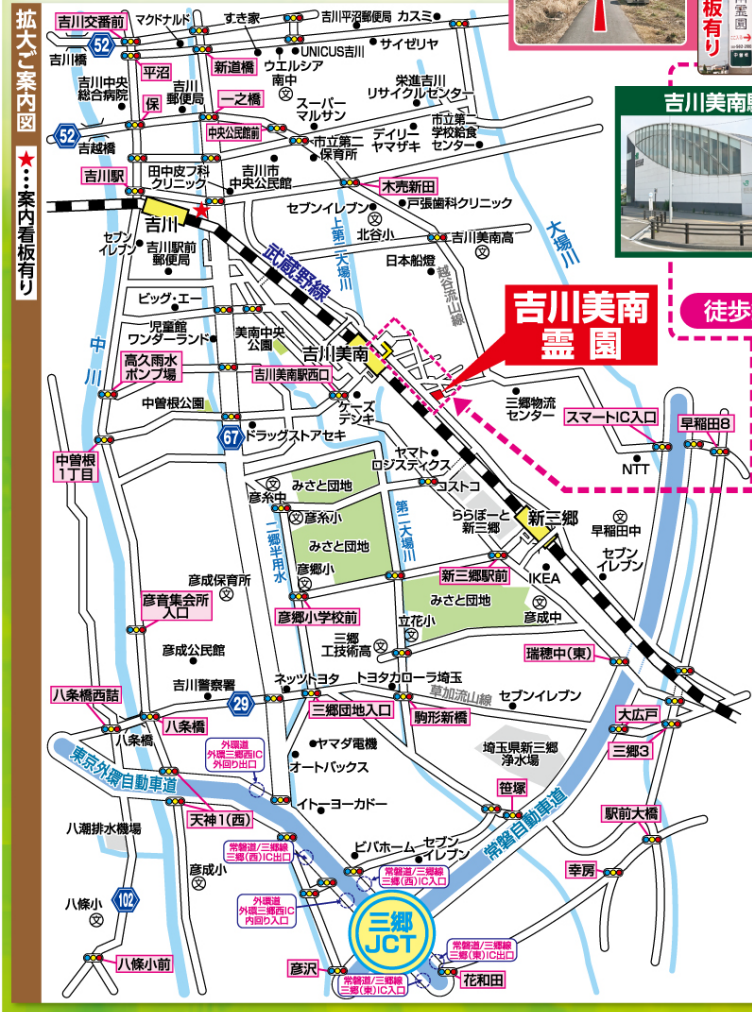 拡大ご案内図
★…案内看板有り
吉川交番前
マクドナルド
すき家
吉川平沼郵便局
カスミ
52
吉川橋
平沼
新道橋
UNICUS吉川
サイゼリヤ
ウエルシア
南中
吉川中央
総合病院
吉川
郵便局
栄進吉川
リサイクルセンター
保
一之橋
スーパー
マルサン
52
吉越橋
中央公民館前
市立第二
保育所
デイリー
ヤマザキ
市立第二
学校給食
センター
吉川駅
田中皮フ科
クリニック
吉川市
中央公民館
木売新田
吉川
セブンイレブン
戸張歯科クリニック
北谷小
吉川美南高
セブン
イレブン
吉川駅前
郵便局
武蔵野線
上第二大場川
日本船燈
越谷流山線
大場川
ビッグ・エー
児童館
ワンダーランド
美南中央
公園
吉川美南
吉川美南
霊園
中川
高久雨水
ポンプ場
吉川美南駅西口
中曽根公園
ケーズ
デンキ
三郷物流
センター
スマートIC入口
早稲田8
67
ドラッグストアセキ
中曽根
1丁目
ヤマト
ロジスティクス
NTT
彦糸中
みさと団地
コストコ
彦糸小
第二大場川
ららぽーと
新三郷
新三郷
早稲田中
みさと団地
二郷半用水
彦郷小
新三郷駅前
IKEA
セブン
イレブン
彦成保育所
彦音集会所
入口
彦郷小学校前
みさと団地
彦成中
立花小
三郷
工技術高
瑞穂中(東)
彦成公民館
吉川警察署
ネッツトヨタ
トヨタカローラ埼玉
草加流山線
セブンイレブン
八条橋西詰
29
三郷団地入口
駒形新橋
大広戸
八条橋
八条橋
三郷3
外環道
外環三郷西IC
外回り出口
ヤマダ電機
オートバックス
埼玉県新三郷
浄水場
東京外環自動車道
天神1(西)
イトーヨーカドー
笹塚
常磐自動車道
駅前大橋
八潮排水機場
常磐道/三郷線
三郷(西)IC出口
ビバホーム
セブン
イレブン
彦成小
常磐道/三郷線
三郷(西)IC入口
幸房
102
八條小
外環道
外環三郷西IC
内回り入口
三郷
JCT
常磐道/三郷線
三郷(東)IC出口
八條小前
彦沢
常磐道/三郷線
三郷(東)IC入口
花和田
板有り
吉川美南
徒歩